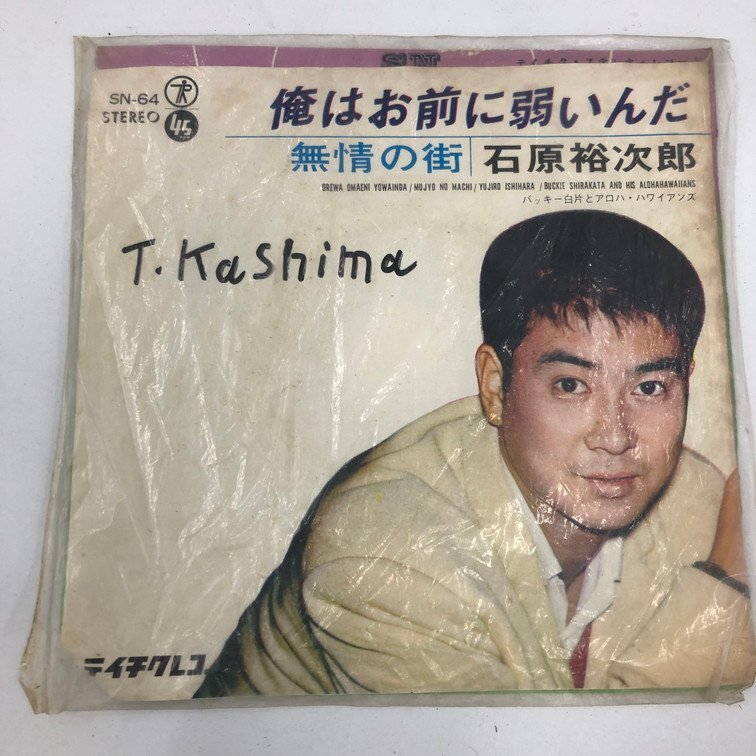 SN-64
STEREO
45
俺はお前に弱いんだ
無情の街 石原裕次郎
OREWA OMAENI YOWAINDA / MUJYO NO MACHI / YUJIRO ISHIHARA / BUCKIE SHIRAKATA AND HIS ALOHAHAWAIIANS
バッキー白片とアロハ・ハワイアンズ
T. Kashima
テイチクレコ